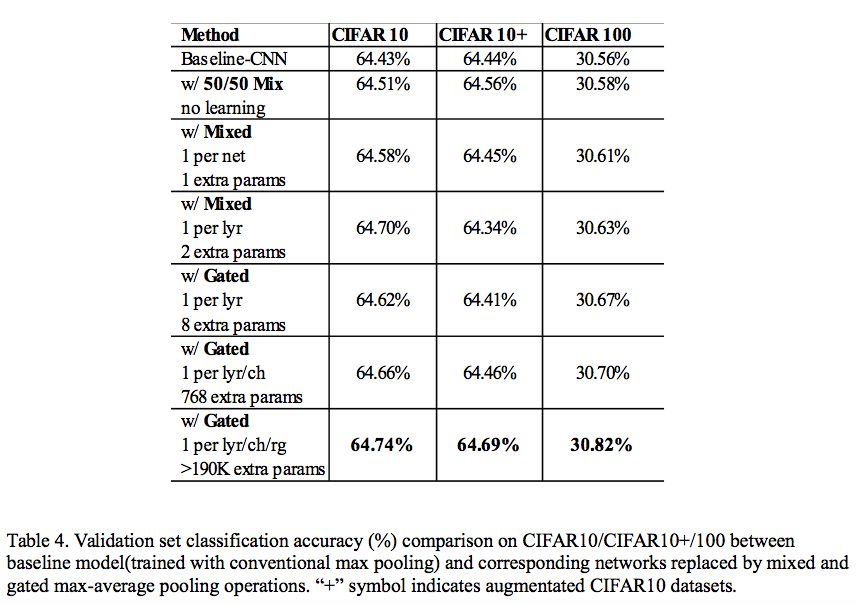 Method CIFAR 10 CIFAR 10+ CIFAR 100
Baseline-CNN 64.43% 64.44% 30.56%
w/ 50/50 Mix 64.51% 64.56% 30.58%
no learning
w/ Mixed
1 per net 64.58% 64.45% 30.61%
1 extra params
w/ Mixed
1 per lyr 64.70% 64.34% 30.63%
2 extra params
w/ Gated
1 per lyr 64.62% 64.41% 30.67%
8 extra params
w/ Gated
1 per lyr/ch 64.66% 64.46% 30.70%
768 extra params
w/ Gated
1 per lyr/ch/rg 64.74% 64.69% 30.82%
>190K extra params
Table 4. Validation set classification accuracy (%) comparison on CIFAR10/CIFAR10+/100 between
baseline model(trained with conventional max pooling) and corresponding networks replaced by mixed and
gated max-average pooling operations. “+” symbol indicates augmentated CIFAR10 datasets.